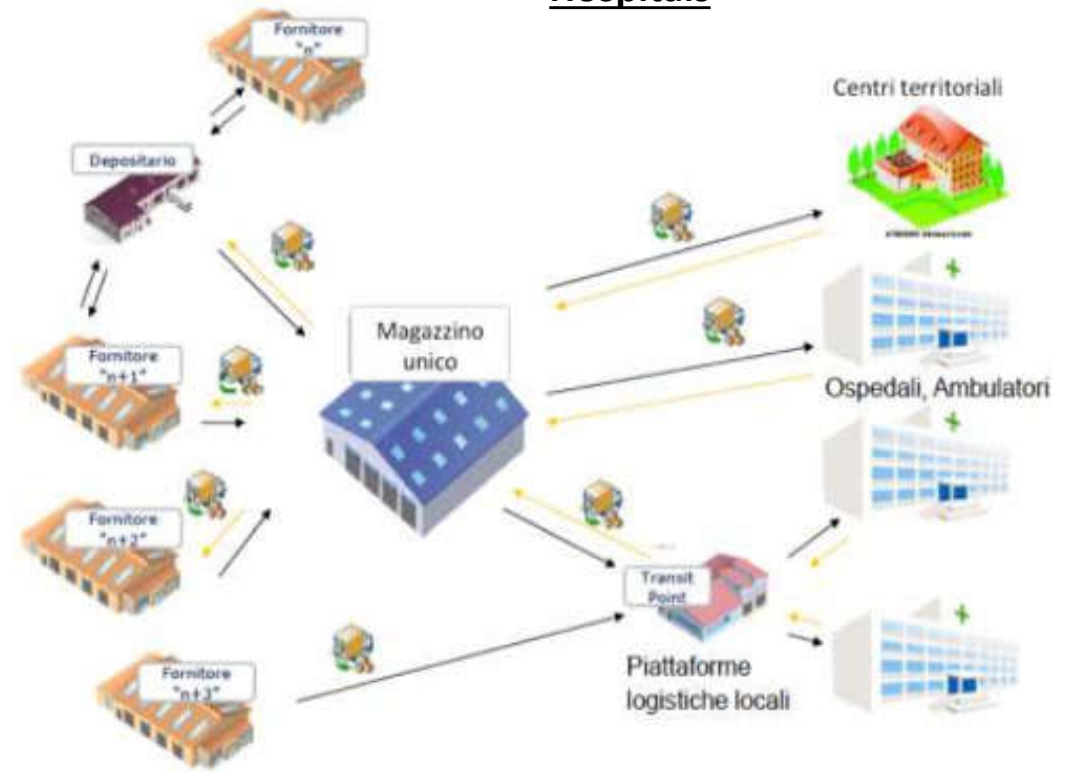 Fornitore
"n"
Depositario
Centri territoriali
Magazzino
unico
Fornitore
"n+1"
Ospedali, Ambulatori
Fornitore
"n+2"
Transit
Point
Fornitore
"n+3"
Piattaforme
logistiche locali